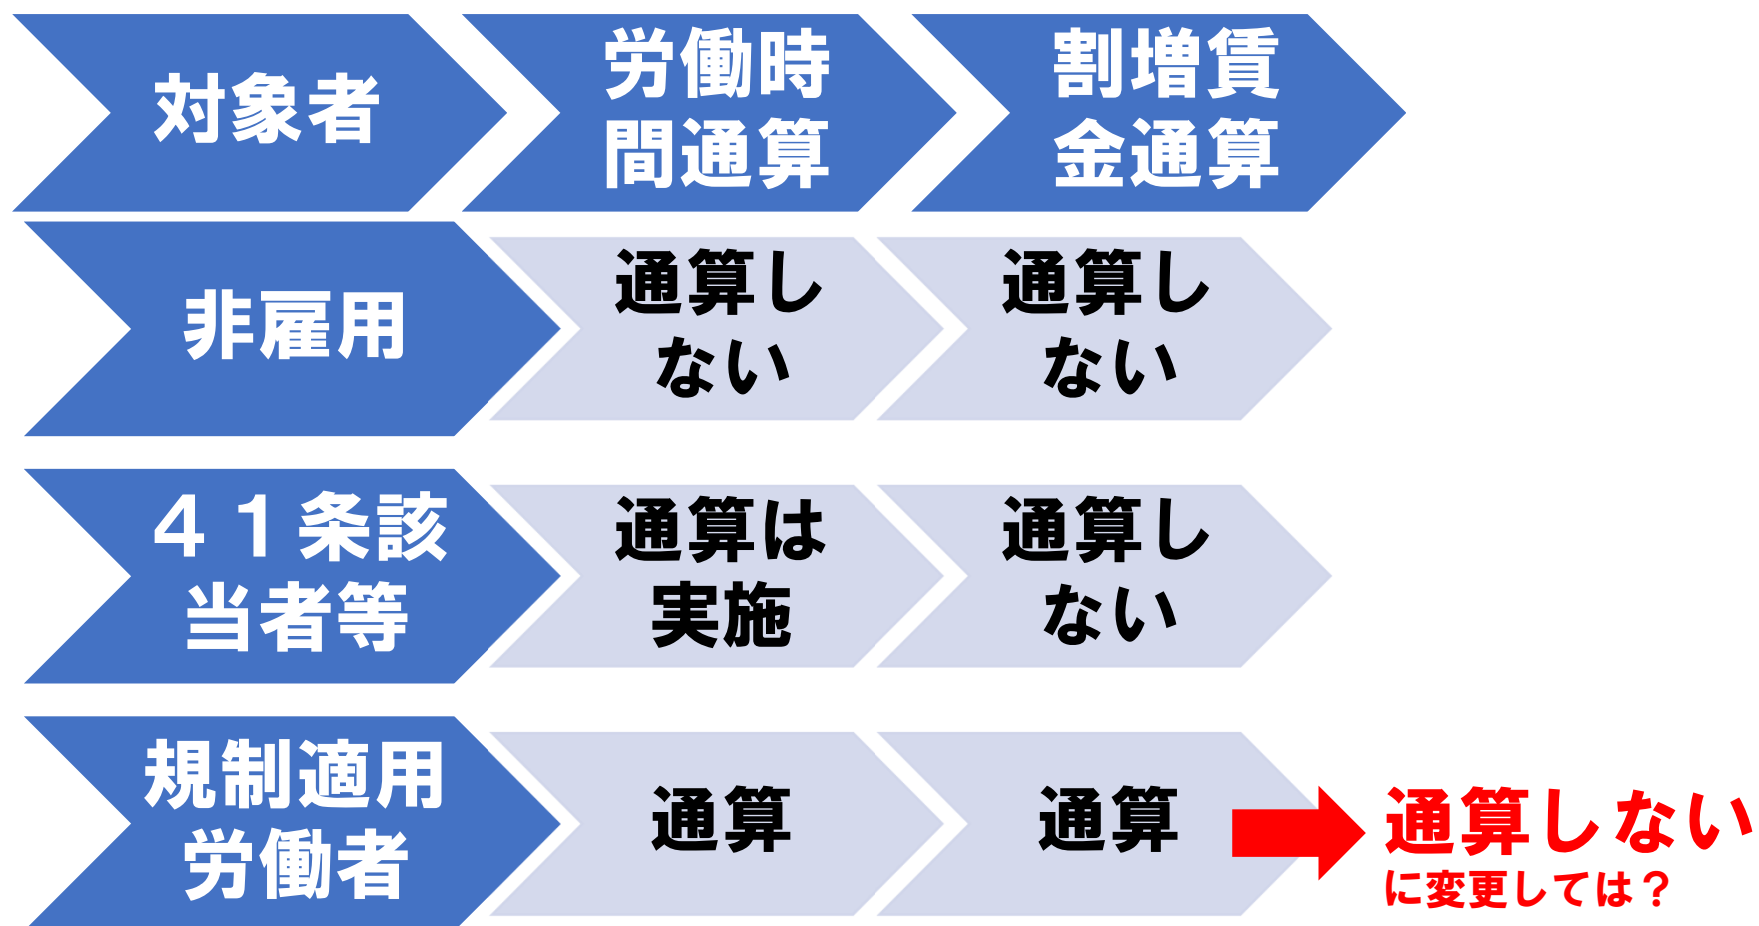 対象者
労働時
間通算
割増賃
金通算
非雇用
通算し
ない
通算し
ない
４１条該
当者等
通算は
実施
通算し
ない
規制適用
労働者
通算
通算
通算しない
に変更しては？